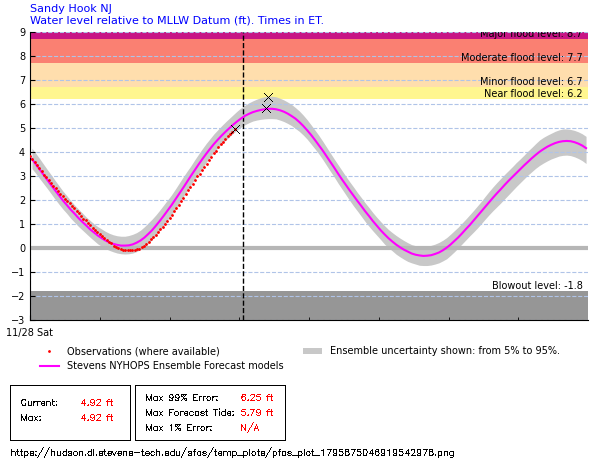 Sandy Hook NJ
Water level relative to MLLW Datum (ft). Times in ET.
9
Major flood level: 8.7
8
Moderate flood level: 7.7
7
Minor flood level: 6.7
Near flood level: 6.2
6
5
4
3
2
1
0
−1
Blowout level: -1.8
−2
−3
11/28 Sat
Observations (where available)
Ensemble uncertainty shown: from 5% to 95%.
Stevens NYHOPS Ensemble Forecast models
Current: 4.92 ft
Max: 4.92 ft
Max 99% Error: 6.25 ft
Max Forecast Tide: 5.79 ft
Max 1% Error: N/A
https://hudson.dl.stevens-tech.edu/sfas/temp_plots/pfas_plot_1795875046919542978.png